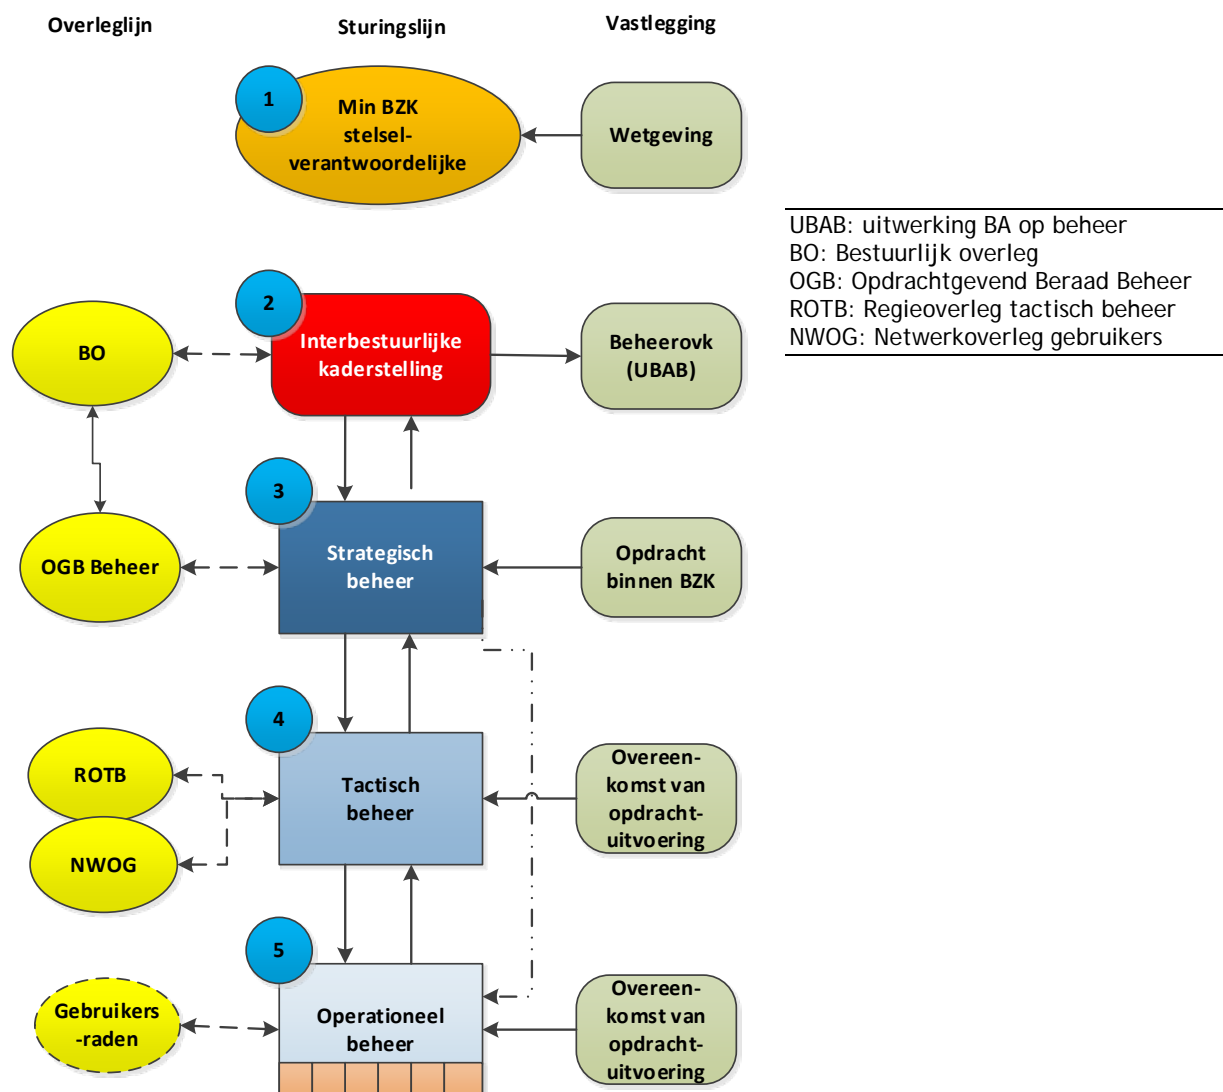 Overleglijn
Sturingslijn
Vastlegging
1
Min BZK
stelsel-
verantwoordelijke
Wetgeving
UBAB: uitwerking BA op beheer
BO: Bestuurlijk overleg
OGB: Opdrachtgevend Beraad Beheer
ROTB: Regieoverleg tactisch beheer
NWOG: Netwerkoverleg gebruikers
2
BO
Interbestuurlijke
kaderstelling
Beheerovk
(UBAB)
3
OGB Beheer
Strategisch
beheer
Opdracht
binnen BZK
4
ROTB
NWOG
Tactisch
beheer
Overeen-
komst van
opdracht-
uitvoering
5
Gebruikers
-raden
Operationeel
beheer
Overeen-
komst van
opdracht-
uitvoering